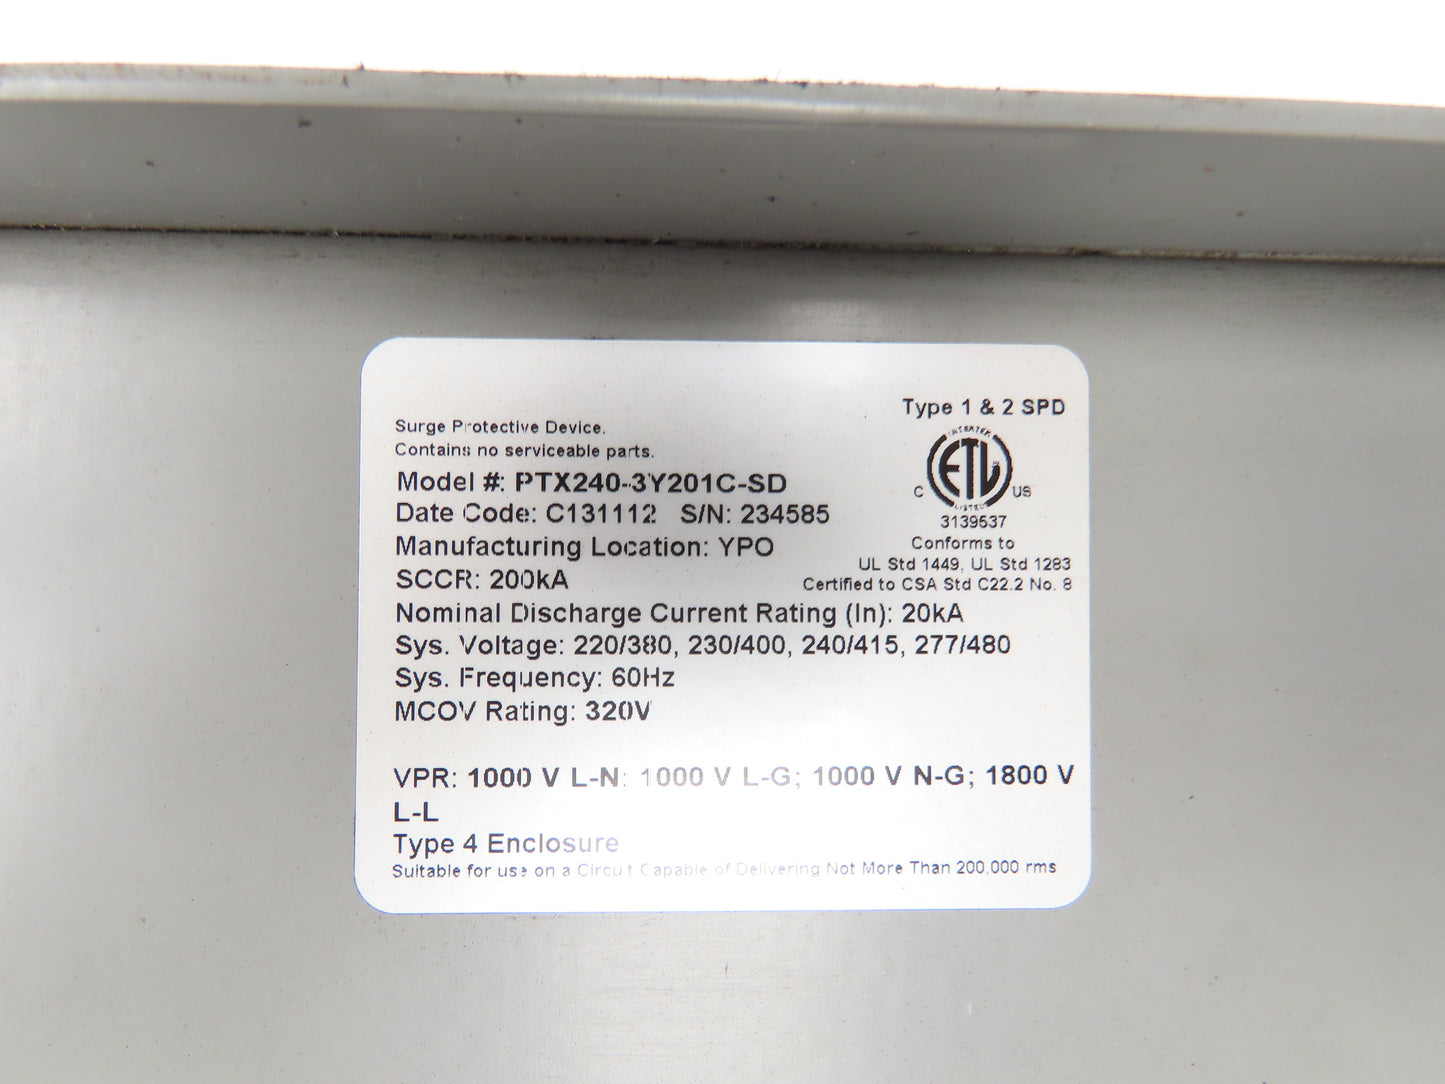 Type 1 & 2 SPD
Surge Protective Device.
Contains no serviceable parts.
INTERTEK
ETL
C US
LISTED
Model #: PTX240-3Y201C-SD
Date Code: C131112 S/N: 234585
3139537
Manufacturing Location: YPO
Conforms to
UL Std 1449, UL Std 1283
SCCR: 200kA
Certified to CSA Std C22.2 No. 8
Nominal Discharge Current Rating (In): 20kA
Sys. Voltage: 220/380, 230/400, 240/415, 277/480
Sys. Frequency: 60Hz
MCOV Rating: 320V
VPR: 1000 V L-N; 1000 V L-G; 1000 V N-G; 1800 V
L-L
Type 4 Enclosure
Suitable for use on a Circuit Capable of Delivering Not More Than 200,000 rms